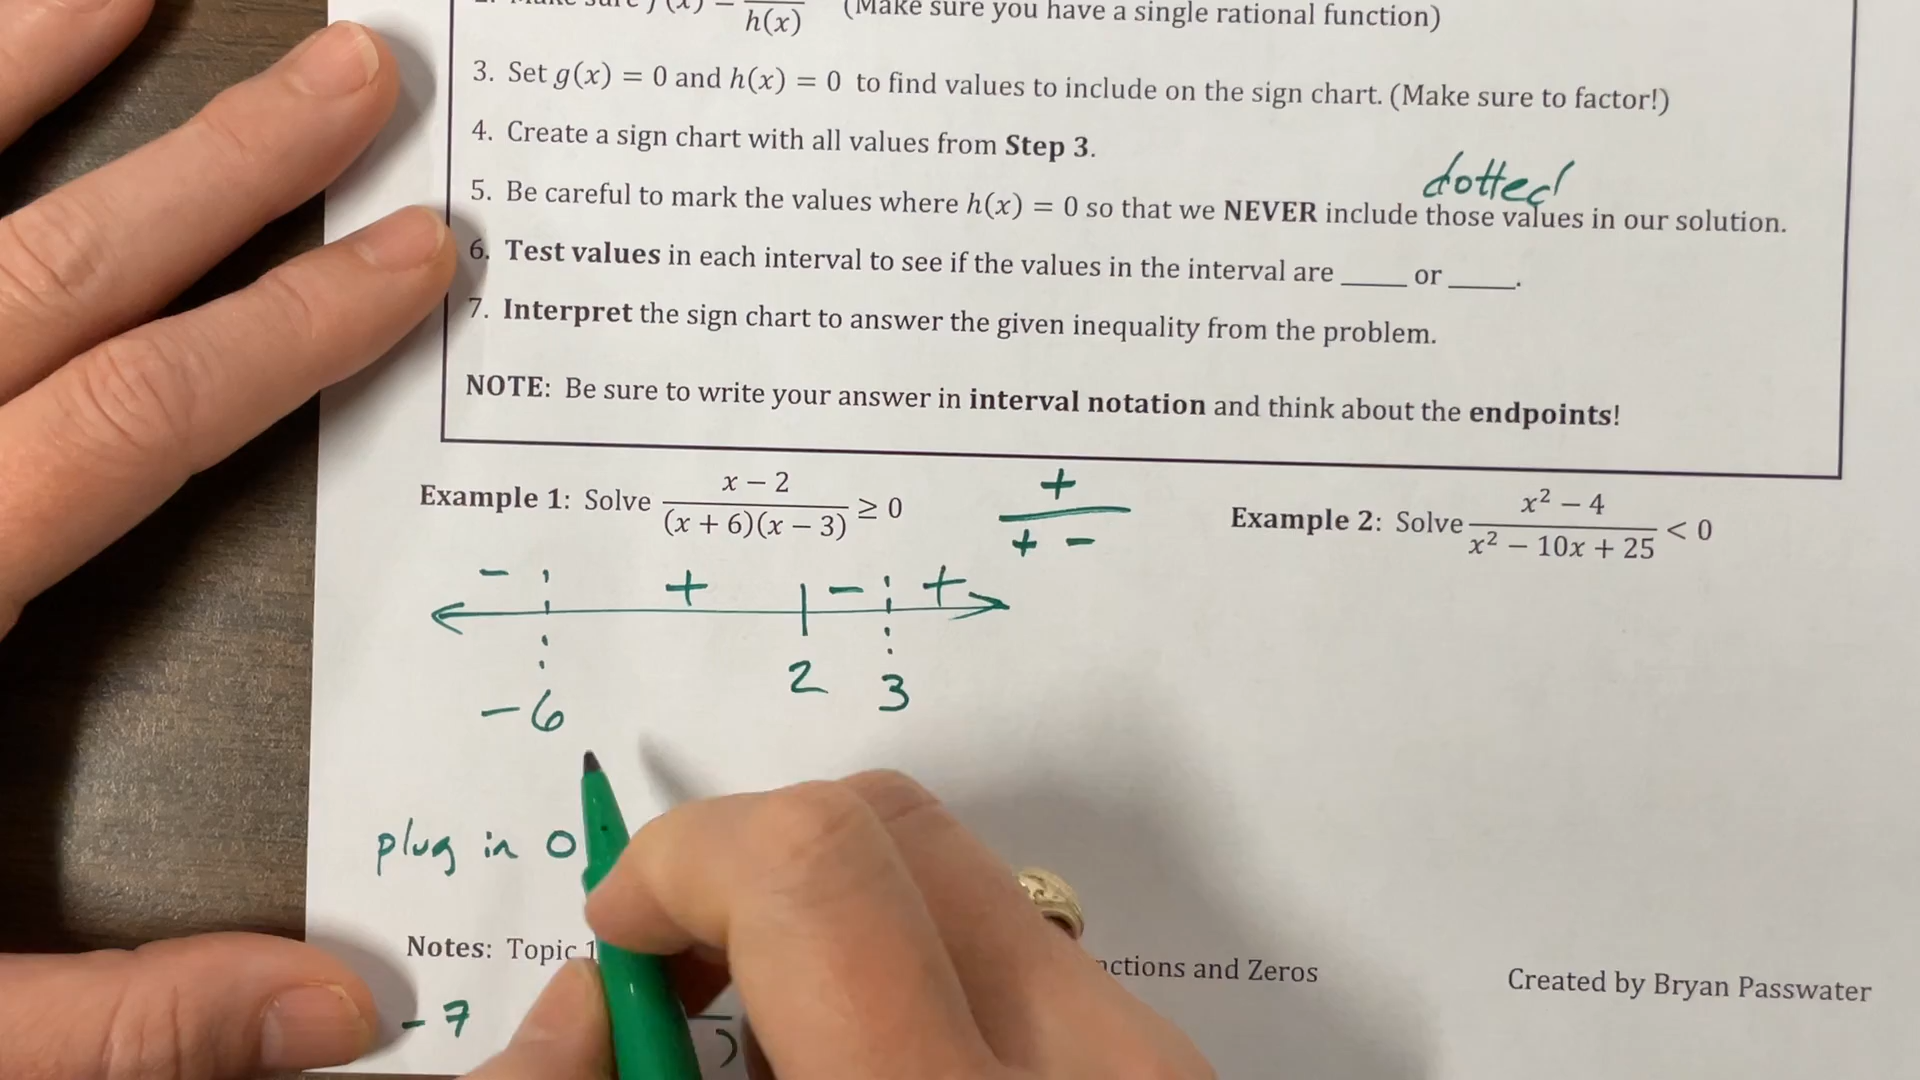 h(x) (Make sure you have a single rational function)
3. Set g(x) = 0 and h(x) = 0 to find values to include on the sign chart. (Make sure to factor!)
4. Create a sign chart with all values from Step 3.
dotted
5. Be careful to mark the values where h(x) = 0 so that we NEVER include those values in our solution.
6. Test values in each interval to see if the values in the interval are _____ or _____.
7. Interpret the sign chart to answer the given inequality from the problem.
NOTE: Be sure to write your answer in interval notation and think about the endpoints!
Example 1: Solve (x − 2) / ((x + 6)(x − 3)) ≥ 0
+
+ −
− + − +
−6 2 3
plug in 0
Example 2: Solve (x² − 4) / (x² − 10x + 25) < 0
Notes: Topic 1 nctions and Zeros Created by Bryan Passwater
−7